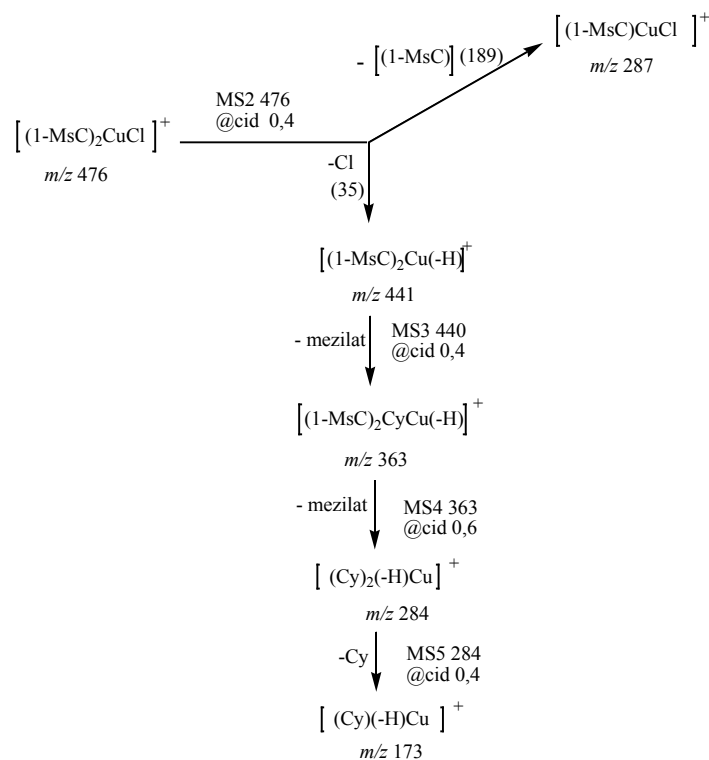 [(1-MsC)CuCl ]+
- [(1-MsC)] (189)
m/z 287
MS2 476
@cid 0,4
[(1-MsC)2CuCl ]+
m/z 476
-Cl
(35)
[(1-MsC)2Cu(-H)]+
m/z 441
- mezilat
MS3 440
@cid 0,4
[(1-MsC)2CyCu(-H)]+
m/z 363
- mezilat
MS4 363
@cid 0,6
[ (Cy)2(-H)Cu] +
m/z 284
-Cy
MS5 284
@cid 0,4
[ (Cy)(-H)Cu ] +
m/z 173